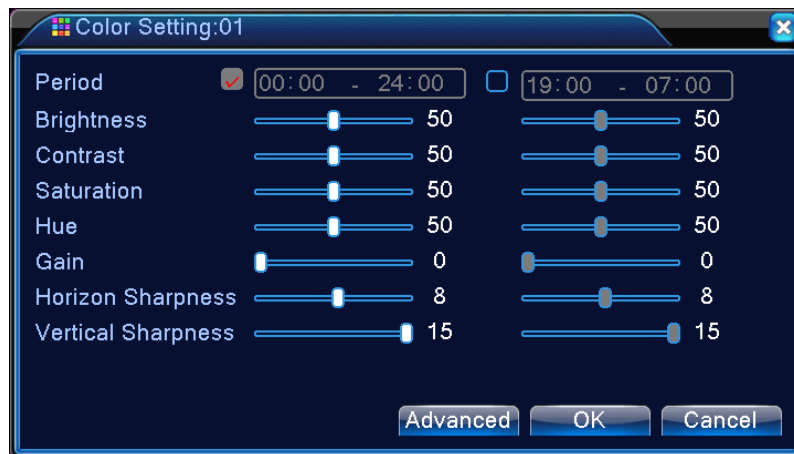 Color Setting:01
Period 00:00 - 24:00 19:00 - 07:00
Brightness 50 50
Contrast 50 50
Saturation 50 50
Hue 50 50
Gain 0 0
Horizon Sharpness 8 8
Vertical Sharpness 15 15
Advanced OK Cancel